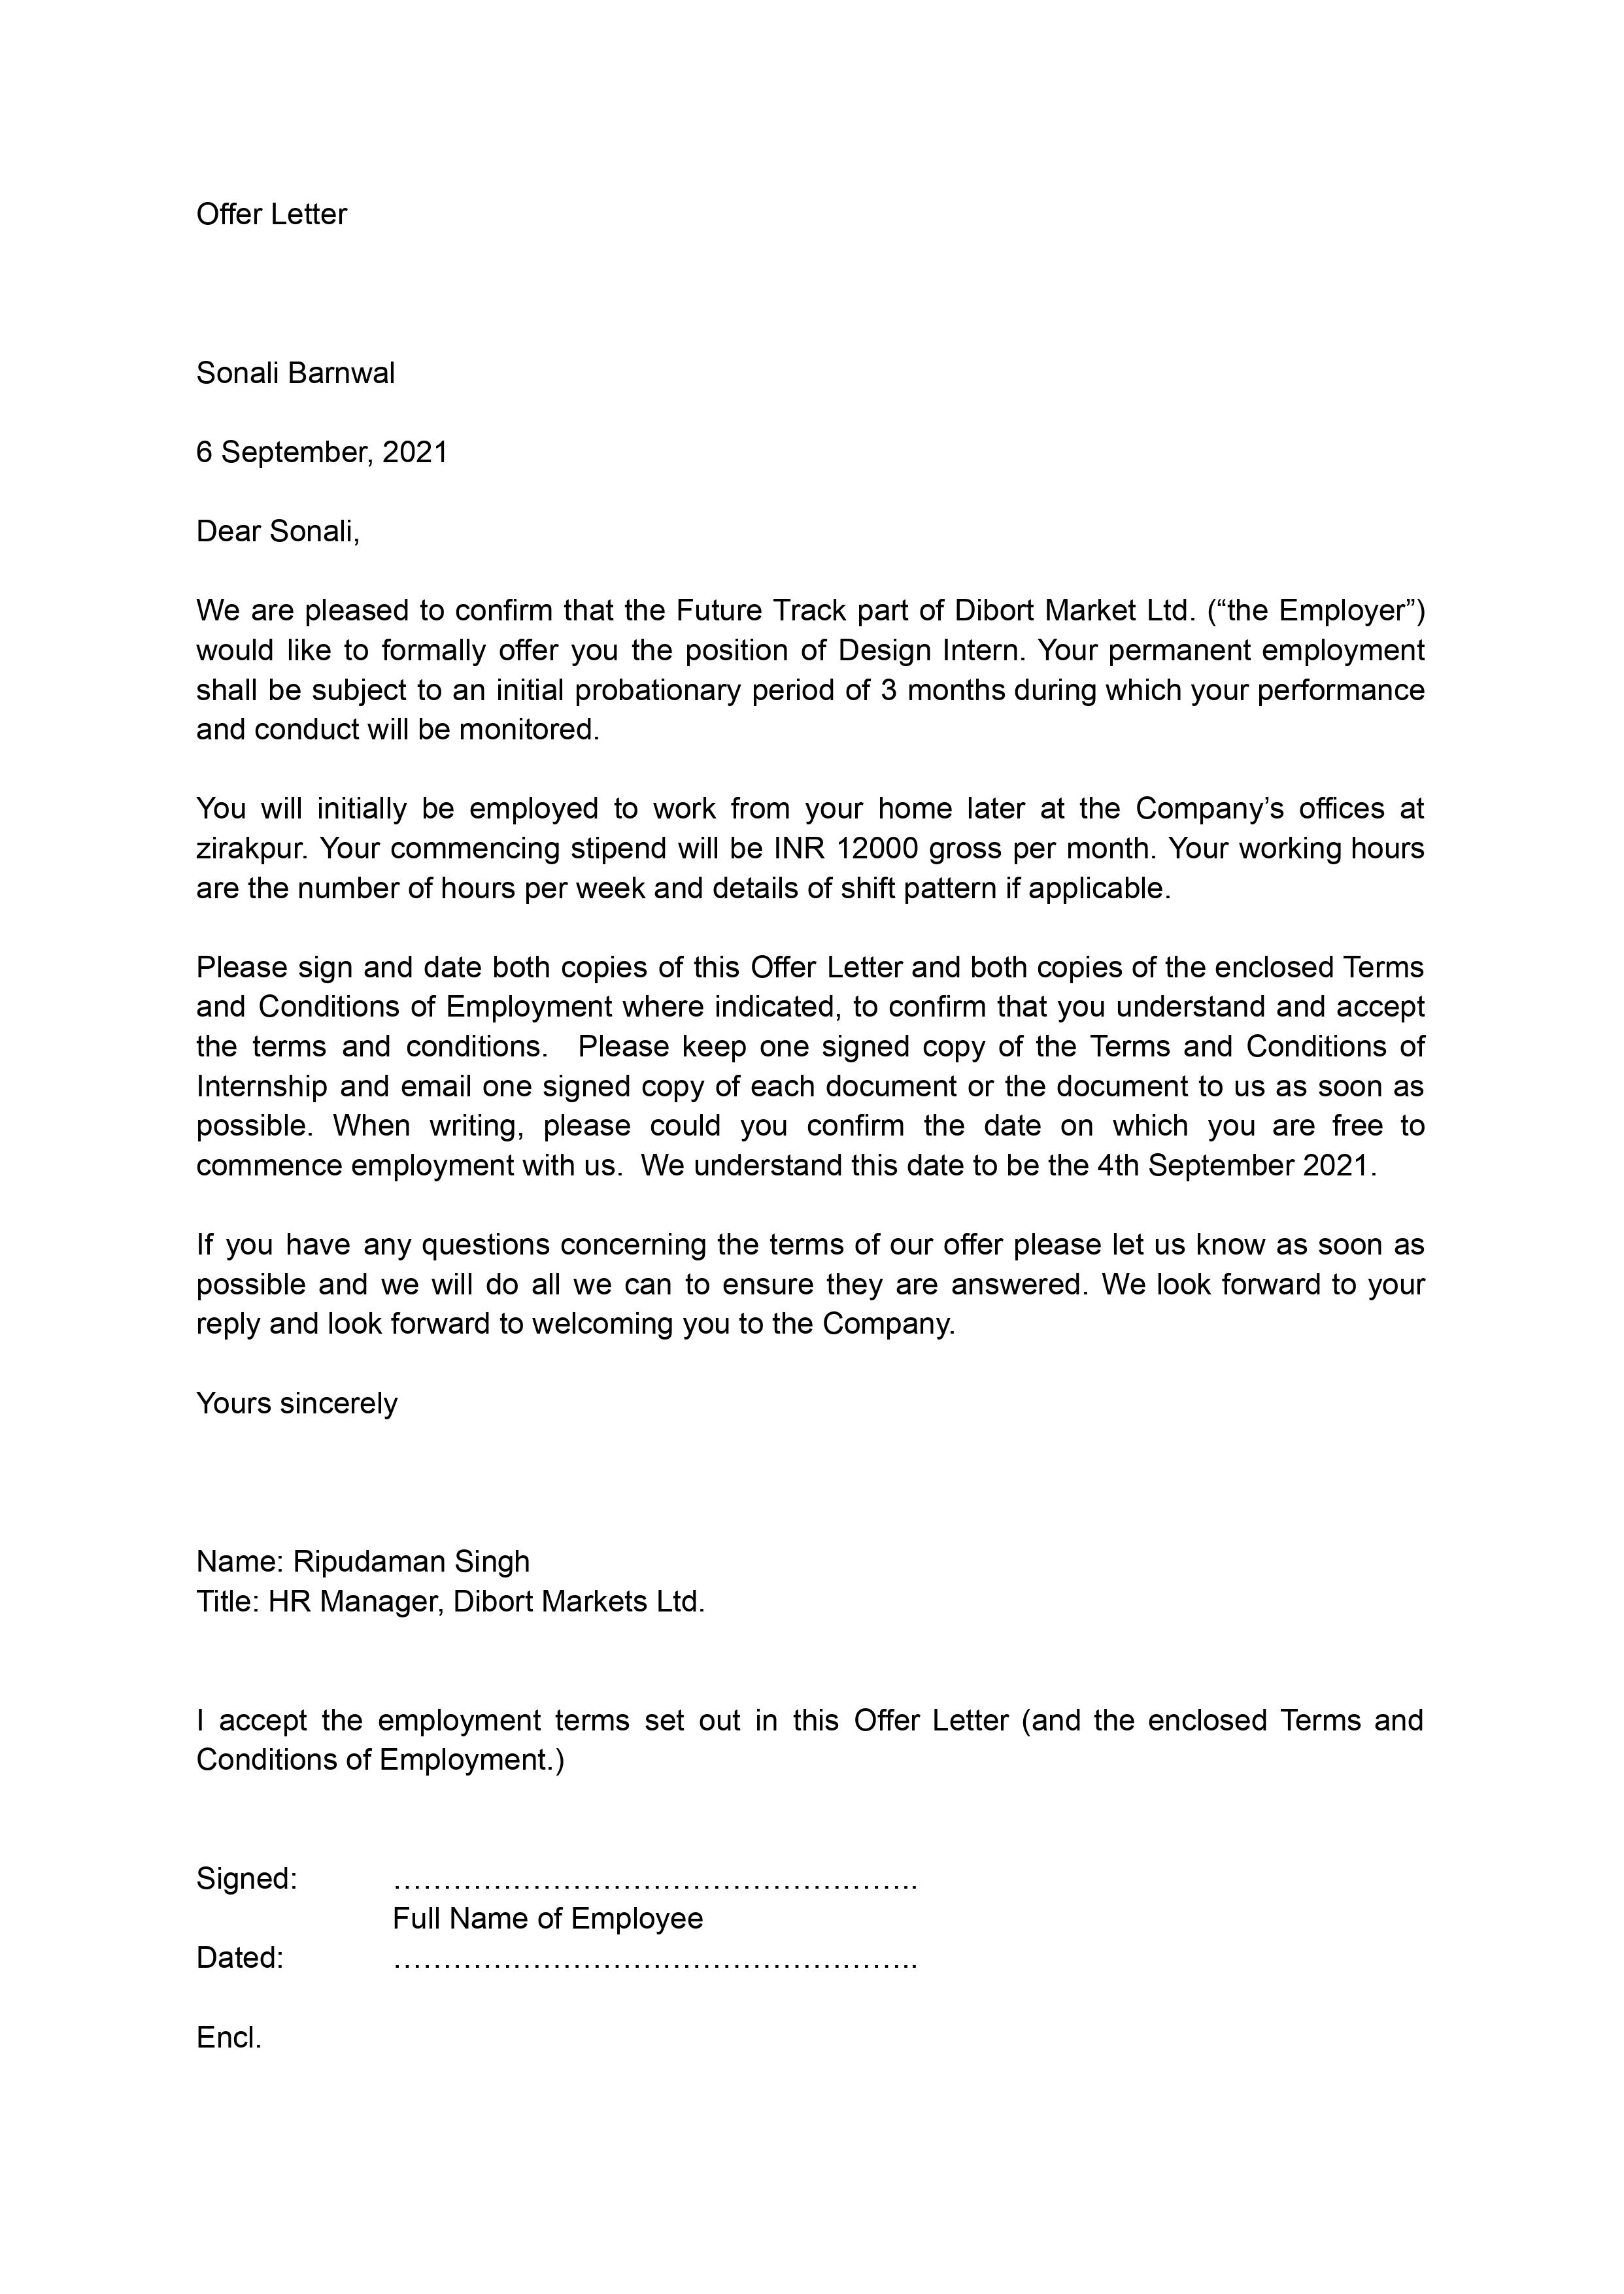 Offer Letter
Sonali Barnwal
6 September, 2021
Dear Sonali,
We are pleased to confirm that the Future Track part of Dibort Market Ltd. (“the Employer”)
would like to formally offer you the position of Design Intern. Your permanent employment
shall be subject to an initial probationary period of 3 months during which your performance
and conduct will be monitored.
You will initially be employed to work from your home later at the Company’s offices at
zirakpur. Your commencing stipend will be INR 12000 gross per month. Your working hours
are the number of hours per week and details of shift pattern if applicable.
Please sign and date both copies of this Offer Letter and both copies of the enclosed Terms
and Conditions of Employment where indicated, to confirm that you understand and accept
the terms and conditions.  Please keep one signed copy of the Terms and Conditions of
Internship and email one signed copy of each document or the document to us as soon as
possible. When writing, please could you confirm the date on which you are free to
commence employment with us.  We understand this date to be the 4th September 2021.
If you have any questions concerning the terms of our offer please let us know as soon as
possible and we will do all we can to ensure they are answered. We look forward to your
reply and look forward to welcoming you to the Company.
Yours sincerely
Name: Ripudaman Singh
Title: HR Manager, Dibort Markets Ltd.
I accept the employment terms set out in this Offer Letter (and the enclosed Terms and
Conditions of Employment.)
Signed: ……………………………………………..
Full Name of Employee
Dated: ……………………………………………..
Encl.